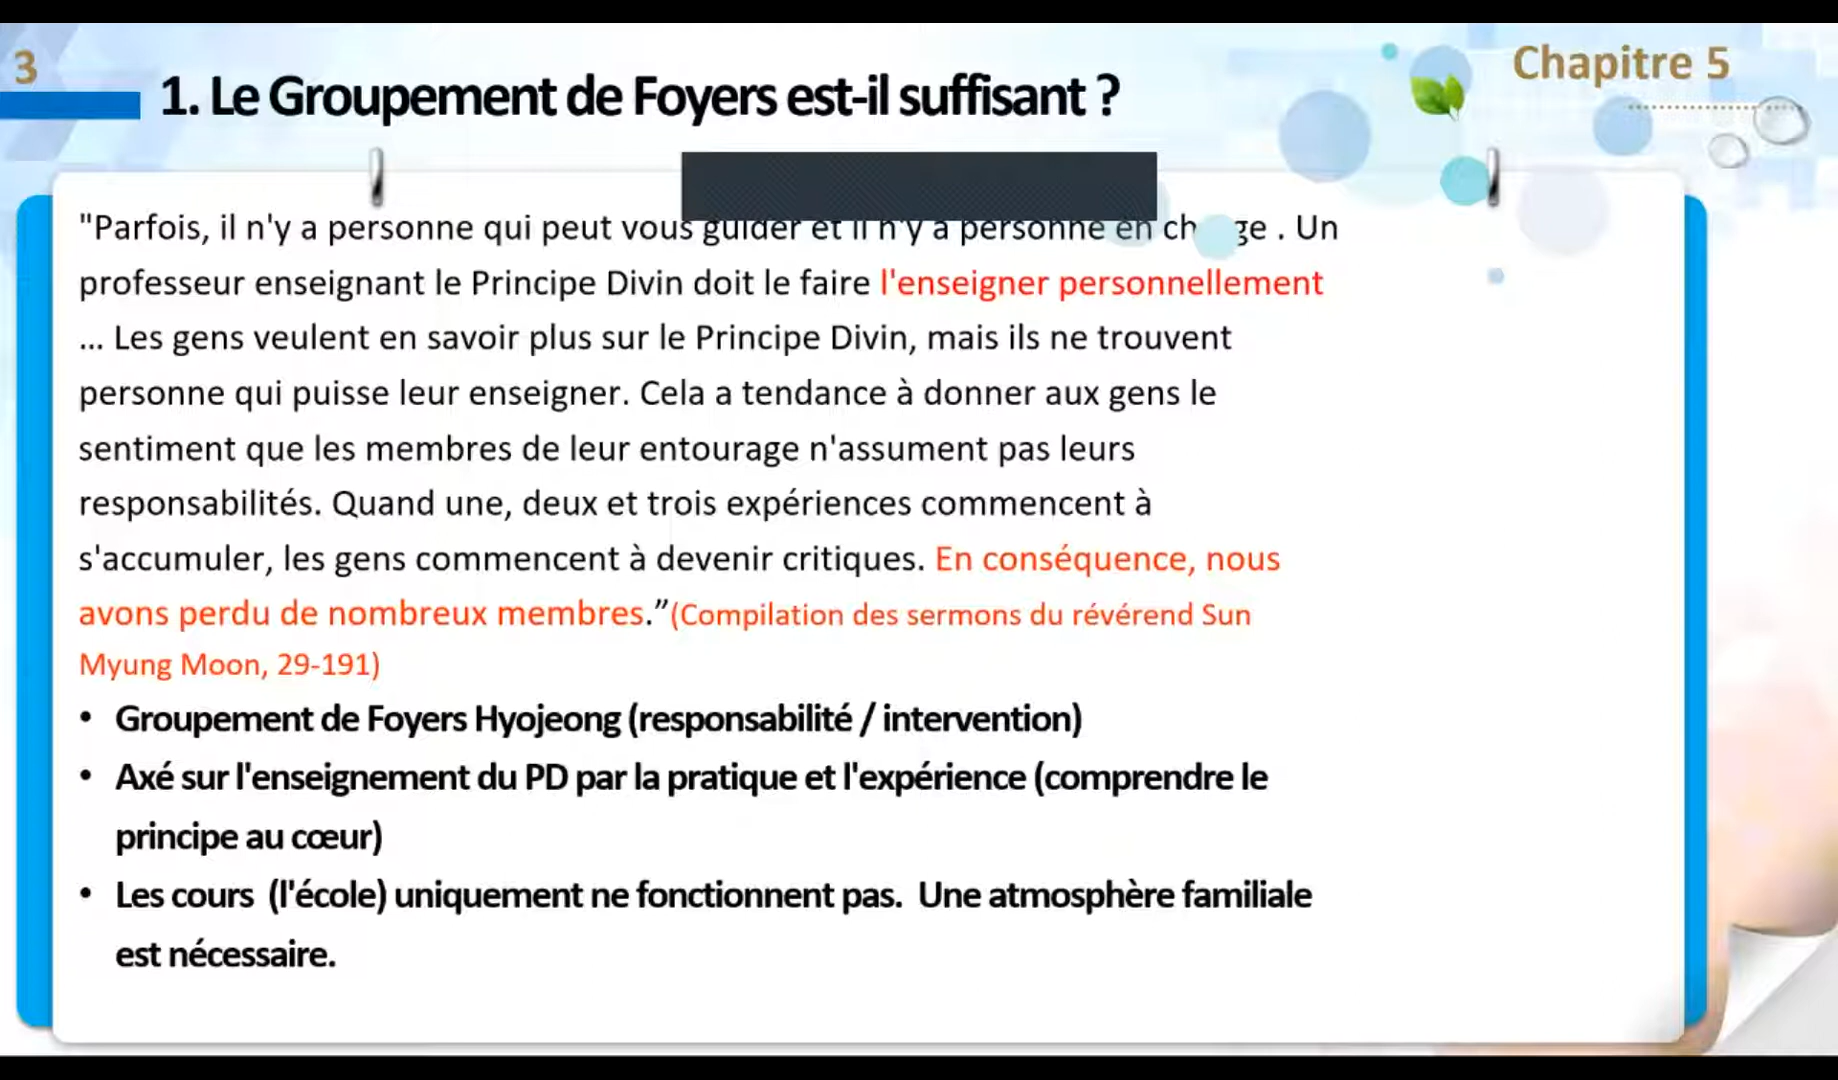 3
Chapitre 5
1. Le Groupement de Foyers est-il suffisant ?
"Parfois, il n'y a personne qui peut vous guider et il n'y a personne en . Un
professeur enseignant le Principe Divin doit le faire l'enseigner personnellement
... Les gens veulent en savoir plus sur le Principe Divin, mais ils ne trouvent
personne qui puisse leur enseigner. Cela a tendance à donner aux gens le
sentiment que les membres de leur entourage n'assument pas leurs
responsabilités. Quand une, deux et trois expériences commencent à
s'accumuler, les gens commencent à devenir critiques. En conséquence, nous
avons perdu de nombreux membres.”(Compilation des sermons du révérend Sun
Myung Moon, 29-191)
• Groupement de Foyers Hyojeong (responsabilité / intervention)
• Axé sur l'enseignement du PD par la pratique et l'expérience (comprendre le
principe au cœur)
• Les cours (l'école) uniquement ne fonctionnent pas. Une atmosphère familiale
est nécessaire.